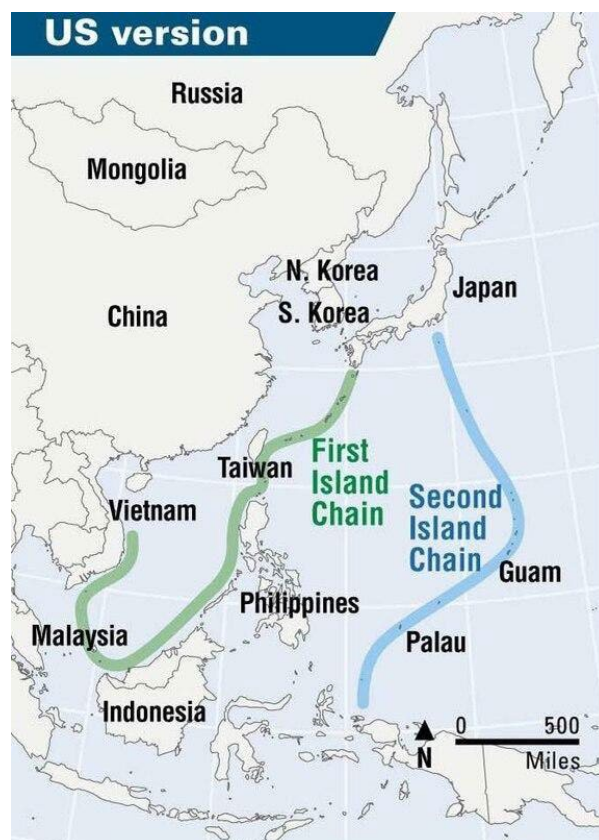 US version
Russia
Mongolia
N. Korea
Japan
S. Korea
China
First
Island
Chain
Taiwan
Second
Island
Chain
Vietnam
Guam
Philippines
Malaysia
Palau
Indonesia
0 500
N Miles